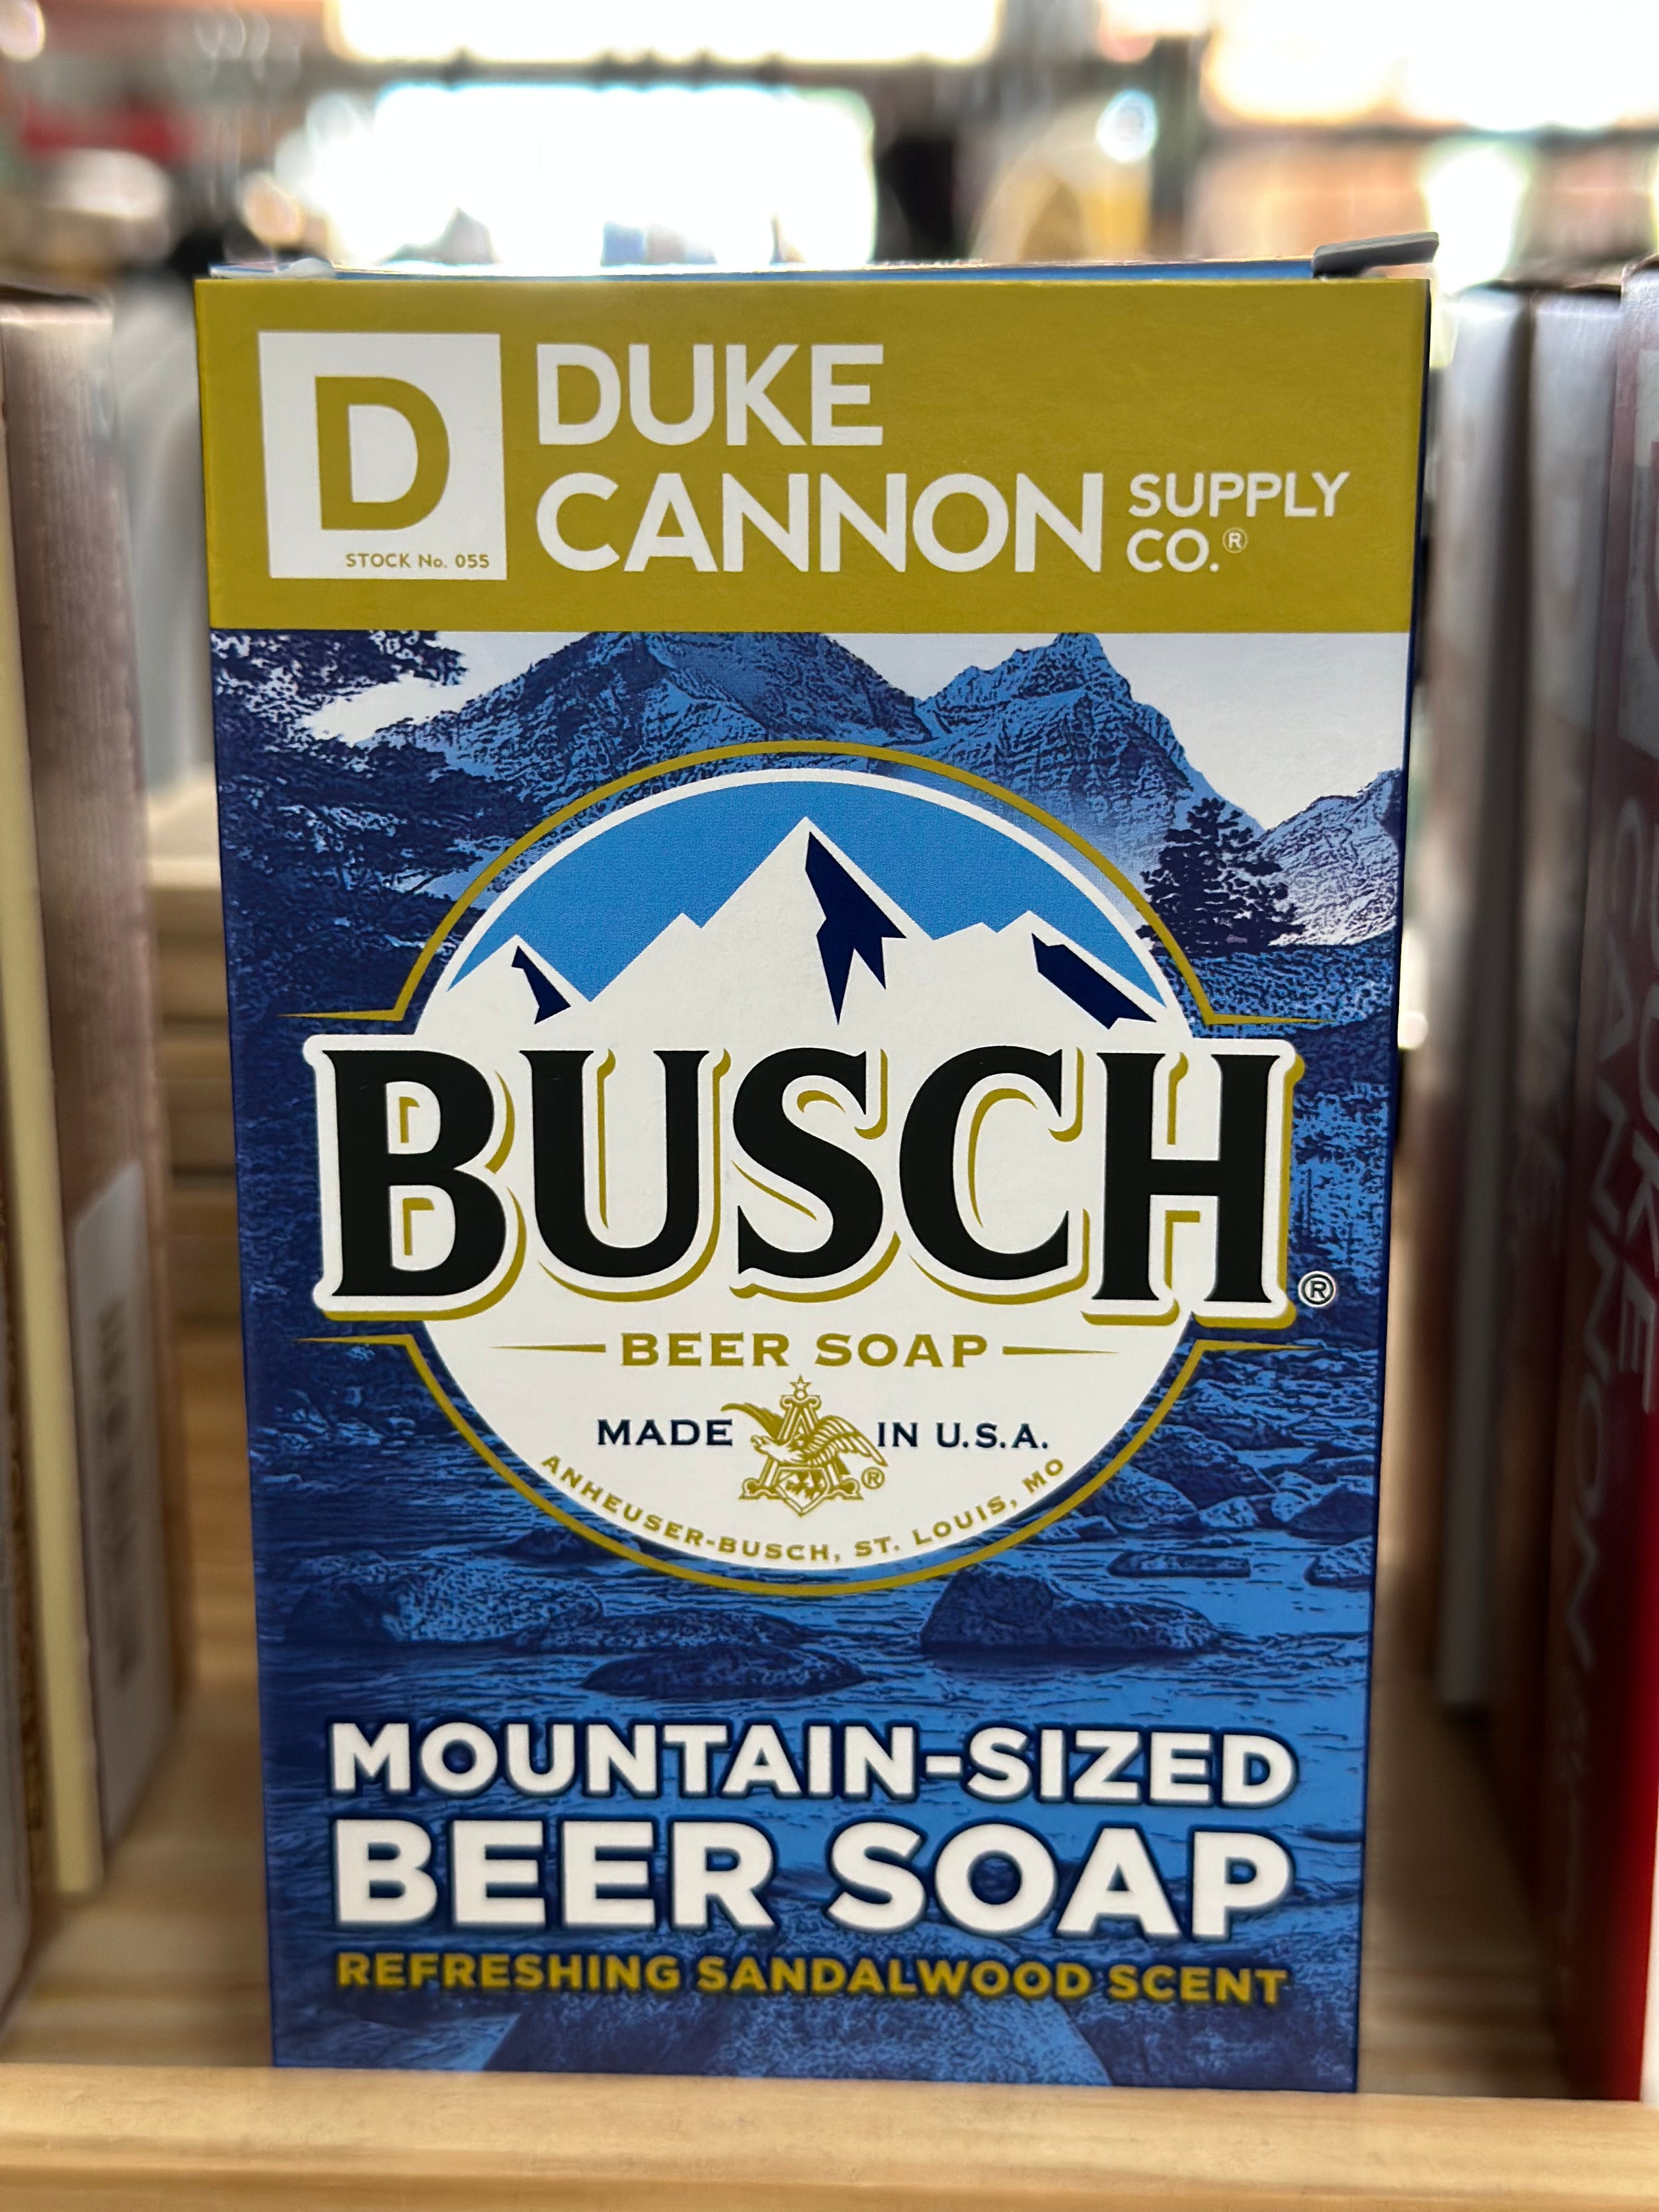 D
STOCK No. 055
DUKE
CANNON SUPPLY CO.®
BUSCH®
BEER SOAP
MADE IN U.S.A.
®
ANHEUSER-BUSCH, ST. LOUIS, MO
MOUNTAIN-SIZED
BEER SOAP
REFRESHING SANDALWOOD SCENT